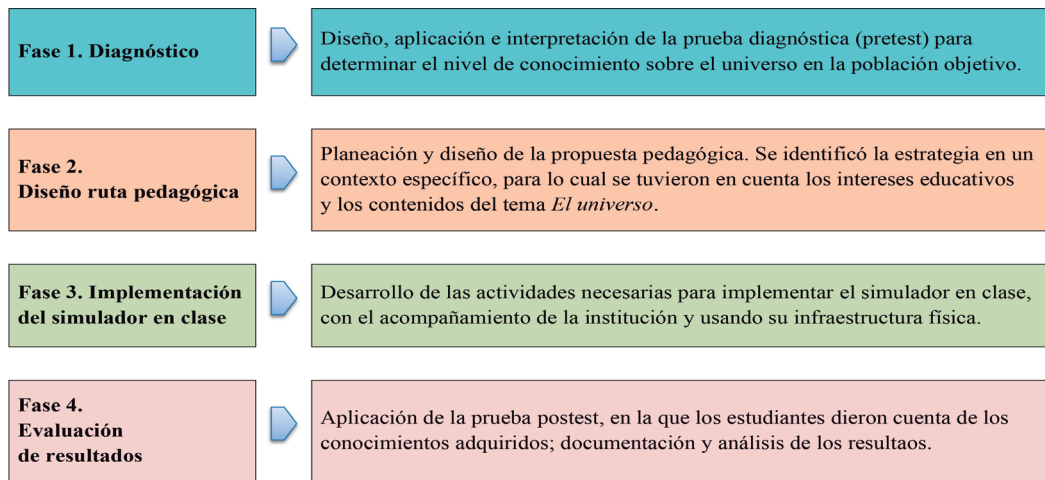 Fase 1. Diagnóstico
Diseño, aplicación e interpretación de la prueba diagnóstica (pretest) para
determinar el nivel de conocimiento sobre el universo en la población objetivo.
Fase 2.
Diseño ruta pedagógica
Planeación y diseño de la propuesta pedagógica. Se identificó la estrategia en un
contexto específico, para lo cual se tuvieron en cuenta los intereses educativos
y los contenidos del tema El universo.
Fase 3. Implementación
del simulador en clase
Desarrollo de las actividades necesarias para implementar el simulador en clase,
con el acompañamiento de la institución y usando su infraestructura física.
Fase 4.
Evaluación
de resultados
Aplicación de la prueba postest, en la que los estudiantes dieron cuenta de los
conocimientos adquiridos; documentación y análisis de los resultaos.